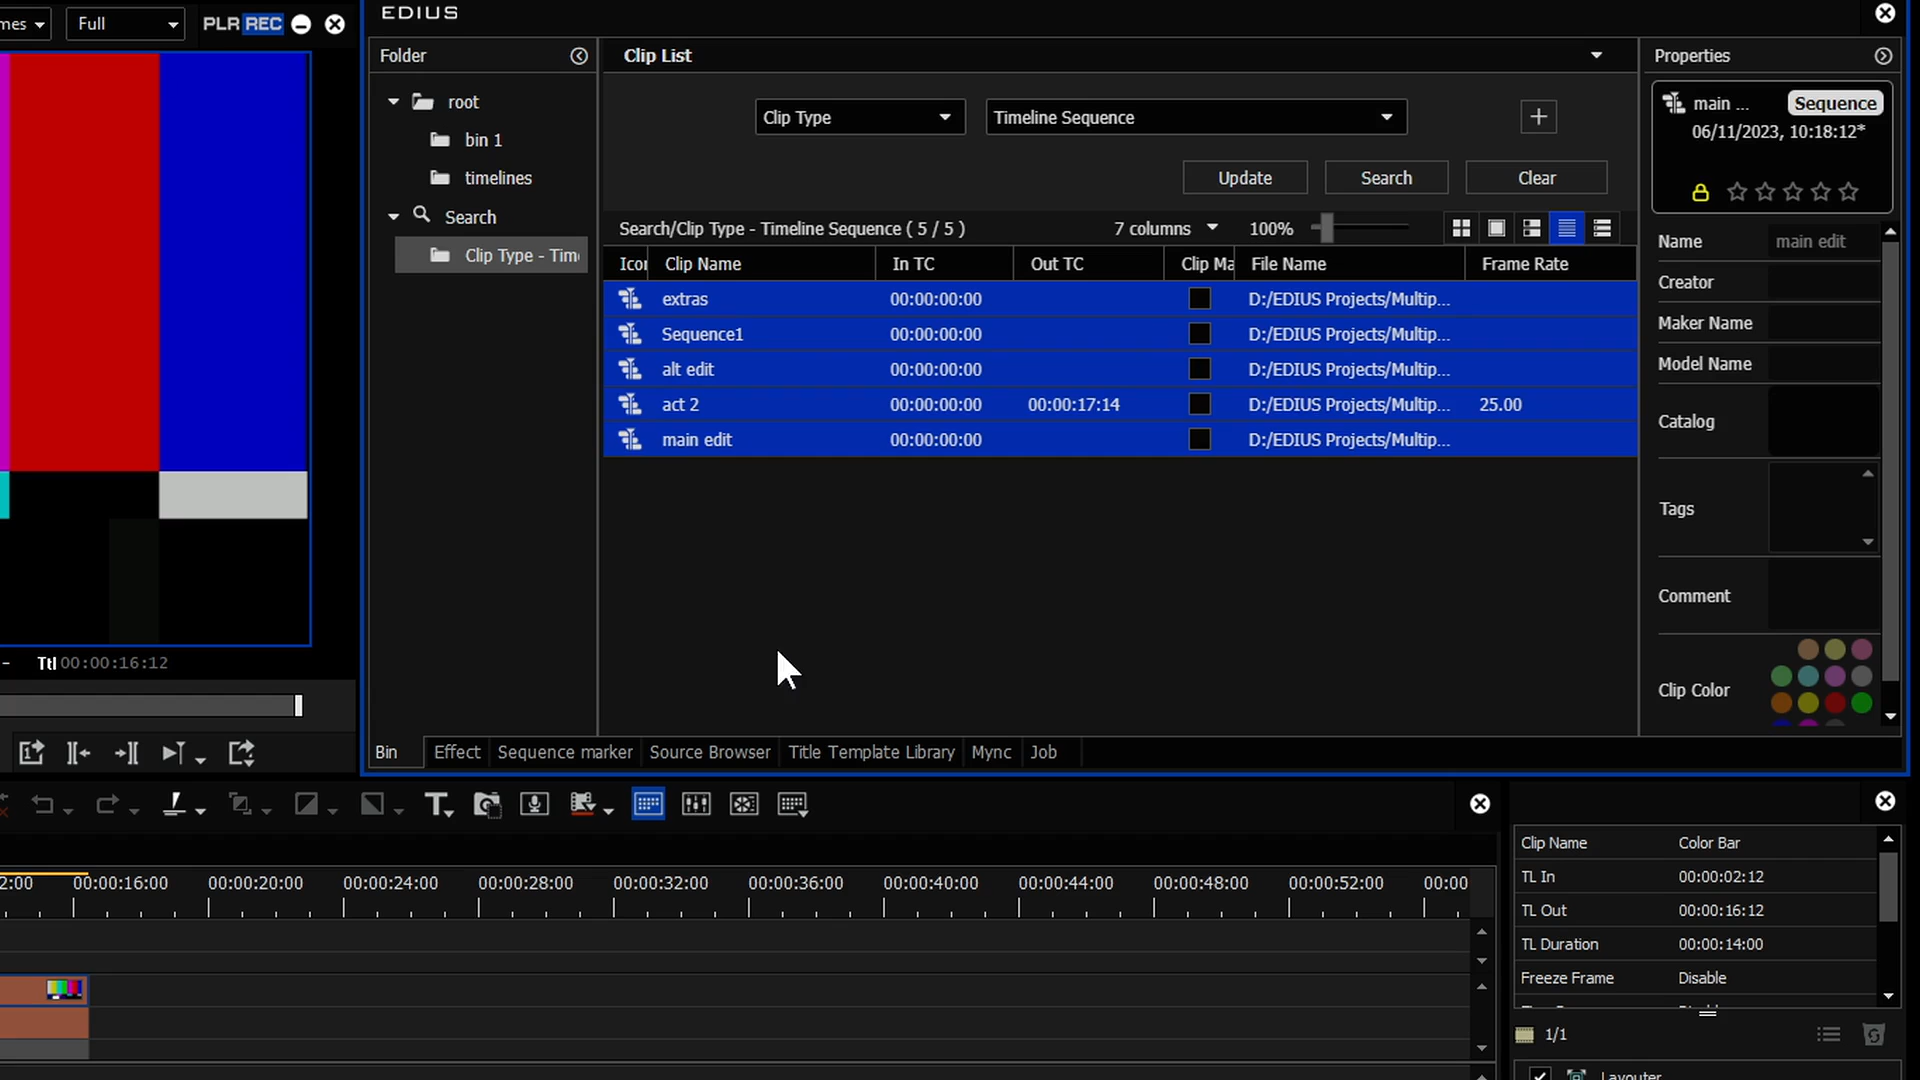 mes
Full
PLR REC
EDIUS
Folder
root
bin 1
timelines
Search
Clip Type - Tim
Clip List
Clip Type
Timeline Sequence
+
Update
Search
Clear
Search/Clip Type - Timeline Sequence ( 5 / 5 )
7 columns
100%
Icon
Clip Name
In TC
Out TC
Clip Ma
File Name
Frame Rate
extras 00:00:00:00 D:/EDIUS Projects/Multip...
Sequence1 00:00:00:00 D:/EDIUS Projects/Multip...
alt edit 00:00:00:00 D:/EDIUS Projects/Multip...
act 2 00:00:00:00 00:00:17:14 D:/EDIUS Projects/Multip... 25.00
main edit 00:00:00:00 D:/EDIUS Projects/Multip...
Properties
main ...
Sequence
06/11/2023, 10:18:12*
Name main edit
Creator
Maker Name
Model Name
Catalog
Tags
Comment
Clip Color
Ttl 00:00:16:12
Bin
Effect
Sequence marker
Source Browser
Title Template Library
Mync
Job
2:00 00:00:16:00 00:00:20:00 00:00:24:00 00:00:28:00 00:00:32:00 00:00:36:00 00:00:40:00 00:00:44:00 00:00:48:00 00:00:52:00 00:00
Clip Name Color Bar
TL In 00:00:02:12
TL Out 00:00:16:12
TL Duration 00:00:14:00
Freeze Frame Disable
1/1
Layouter